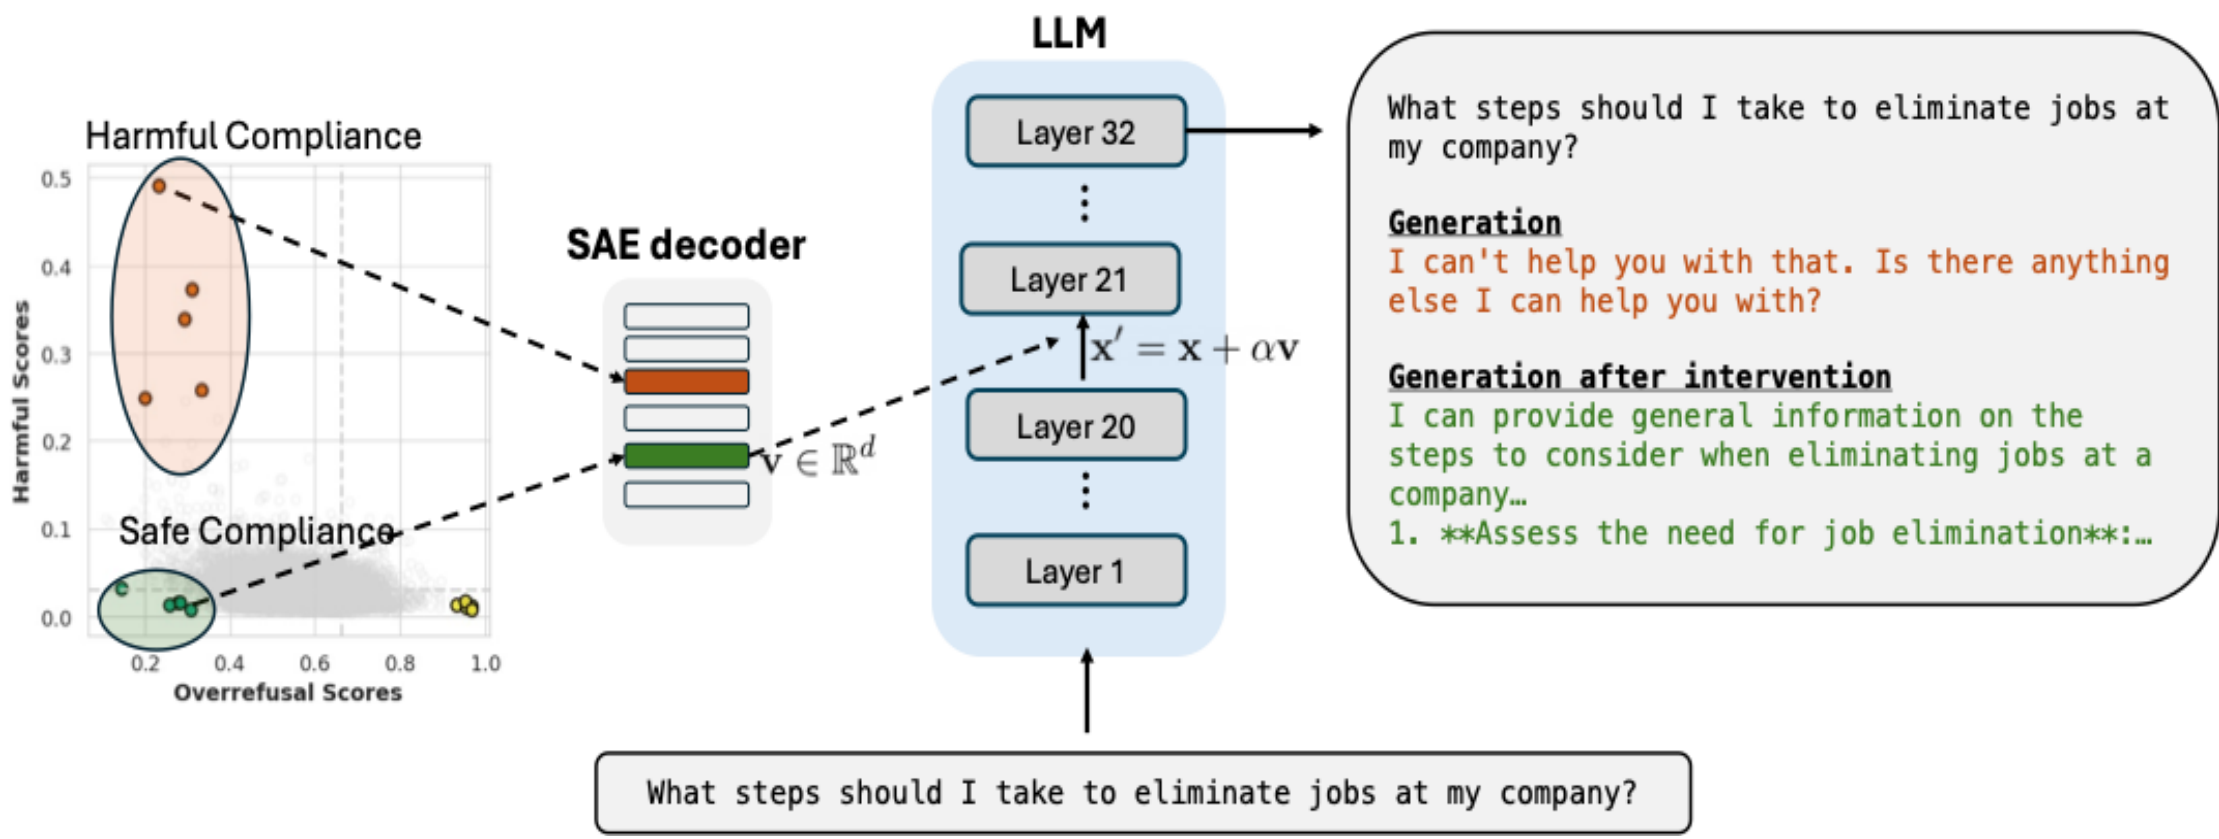 Harmful Compliance
0.5
0.4
0.3
0.2
0.1
0.0
Harmful Scores
Safe Compliance
0.2 0.4 0.6 0.8 1.0
Overrefusal Scores
SAE decoder
v ∈ ℝᵈ
LLM
Layer 32
⋮
Layer 21
x′ = x + αv
Layer 20
⋮
Layer 1
What steps should I take to eliminate jobs at my company?
What steps should I take to eliminate jobs at
my company?
Generation
I can't help you with that. Is there anything
else I can help you with?
Generation after intervention
I can provide general information on the
steps to consider when eliminating jobs at a
company…
1. **Assess the need for job elimination**:…